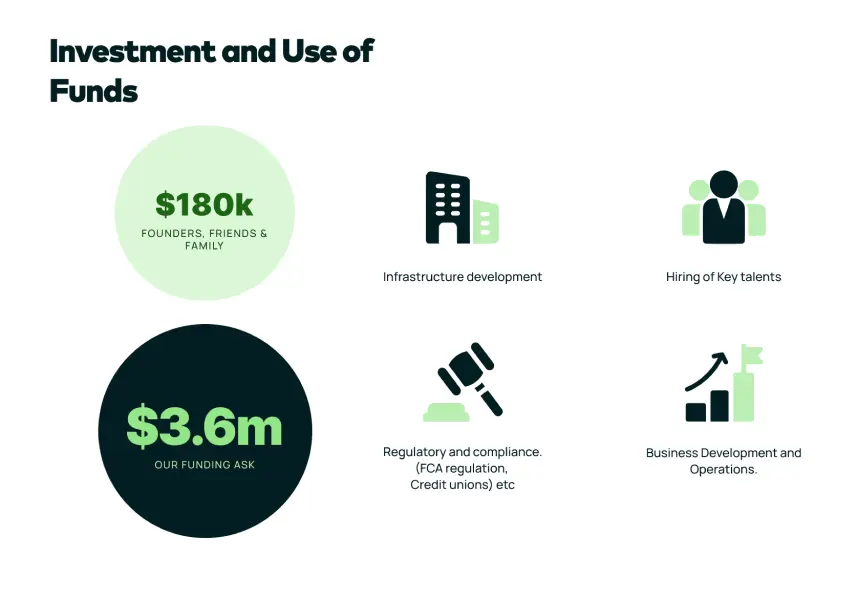 Investment and Use of
Funds
$180k
FOUNDERS, FRIENDS &
FAMILY
Infrastructure development
Hiring of Key talents
$3.6m
OUR FUNDING ASK
Regulatory and compliance.
(FCA regulation,
Credit unions) etc
Business Development and
Operations.